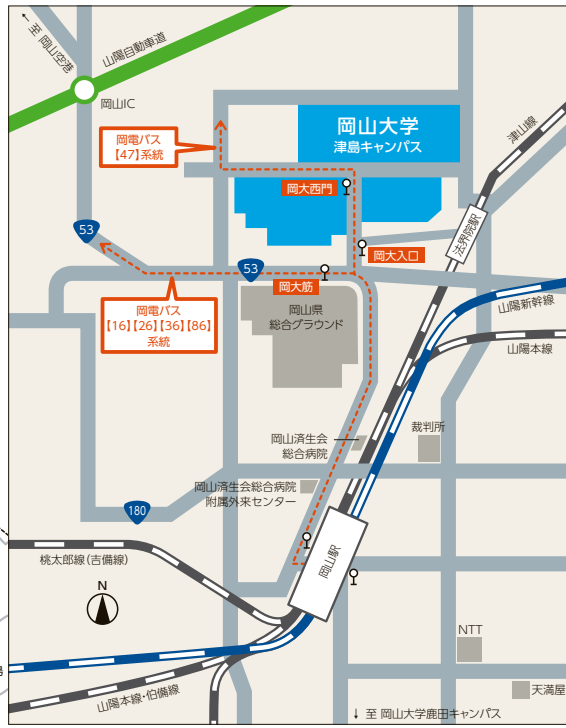 ← 至 岡山空港
山陽自動車道
岡山IC
岡電バス
【47】系統
岡山大学
津島キャンパス
津山線
岡大西門
法界院駅
53
岡大入口
53
岡大筋
山陽新幹線
岡電バス
【16】【26】【36】【86】
系統
岡山県
総合グラウンド
山陽本線
岡山済生会
総合病院
裁判所
岡山済生会総合病院
附属外来センター
180
岡山駅
桃太郎線(吉備線)
N
NTT
山陽本線・伯備線
天満屋
↓ 至 岡山大学鹿田キャンパス